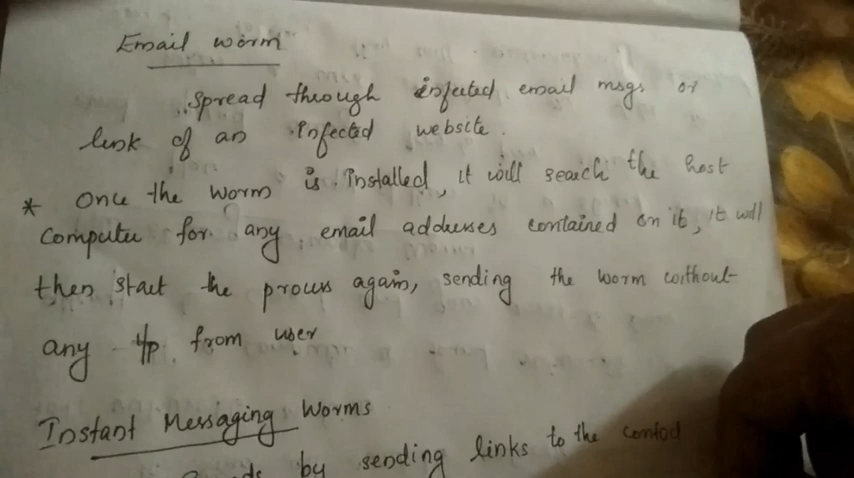 Email worm
Spread through infected email msgs or
link of an infected website.
* Once the worm is installed, it will search the host
computer for any email addresses contained on it, it will
then start the process again, sending the worm without
any i/p from user
Instant Messaging Worms
by sending links to the